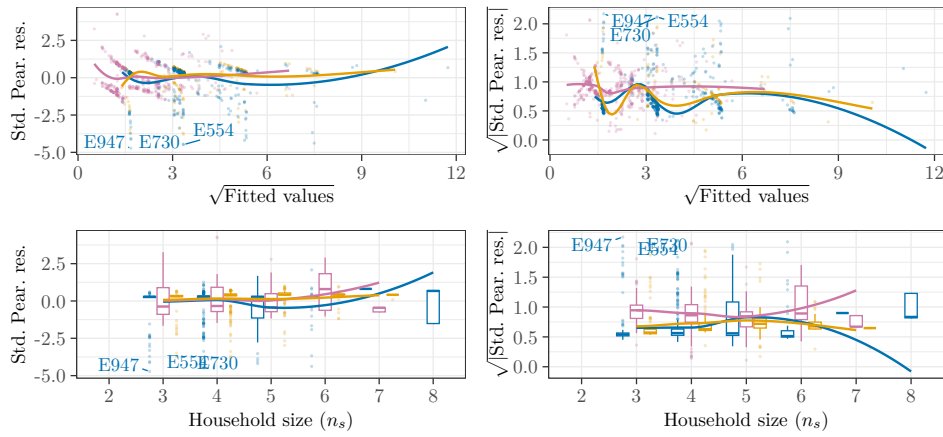 Std. Pear. res.
2.5
0.0
-2.5
-5.0
E554
E947
E730
0
3
6
9
12
√Fitted values
√|Std. Pear. res.|
2.0
1.5
1.0
0.5
0.0
E947
E554
E730
0
3
6
9
12
√Fitted values
Std. Pear. res.
2.5
0.0
-2.5
-5.0
E947
E554
E730
2
3
4
5
6
7
8
Household size (nₛ)
√|Std. Pear. res.|
2.0
1.5
1.0
0.5
0.0
E947
E730
E554
2
3
4
5
6
7
8
Household size (nₛ)